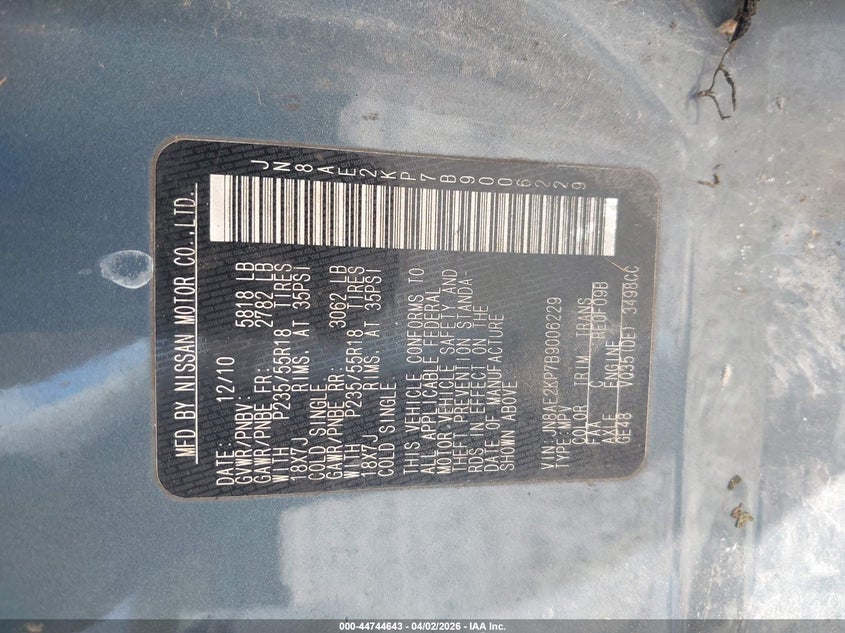 JN8AE2KP7B9006229
MFD BY NISSAN MOTOR CO.,LTD.
DATE: 12/10
GVWR/PNBV: 5818 LB
GAWR/PNBE FR: 2782 LB
WITH P235/55R18 TIRES
18X7J RIMS. AT 35PSI
COLD SINGLE
GAWR/PNBE RR: 3062 LB
WITH P235/55R18 TIRES
18X7J RIMS. AT 35PSI
COLD SINGLE
THIS VEHICLE CONFORMS TO
ALL APPLICABLE FEDERAL
MOTOR VEHICLE SAFETY AND
THEFT PREVENTION STANDA-
RDS IN EFFECT ON THE
DATE OF MANUFACTURE
SHOWN ABOVE
VIN: JN8AE2KP7B9006229
TYPE: MPV
COLOR TRIM TRANS
C RE0F09B
AXLE ENGINE
GE48 VQ35(DE) 3498CC
000-44744643 - 04/02/2026 - IAA Inc.